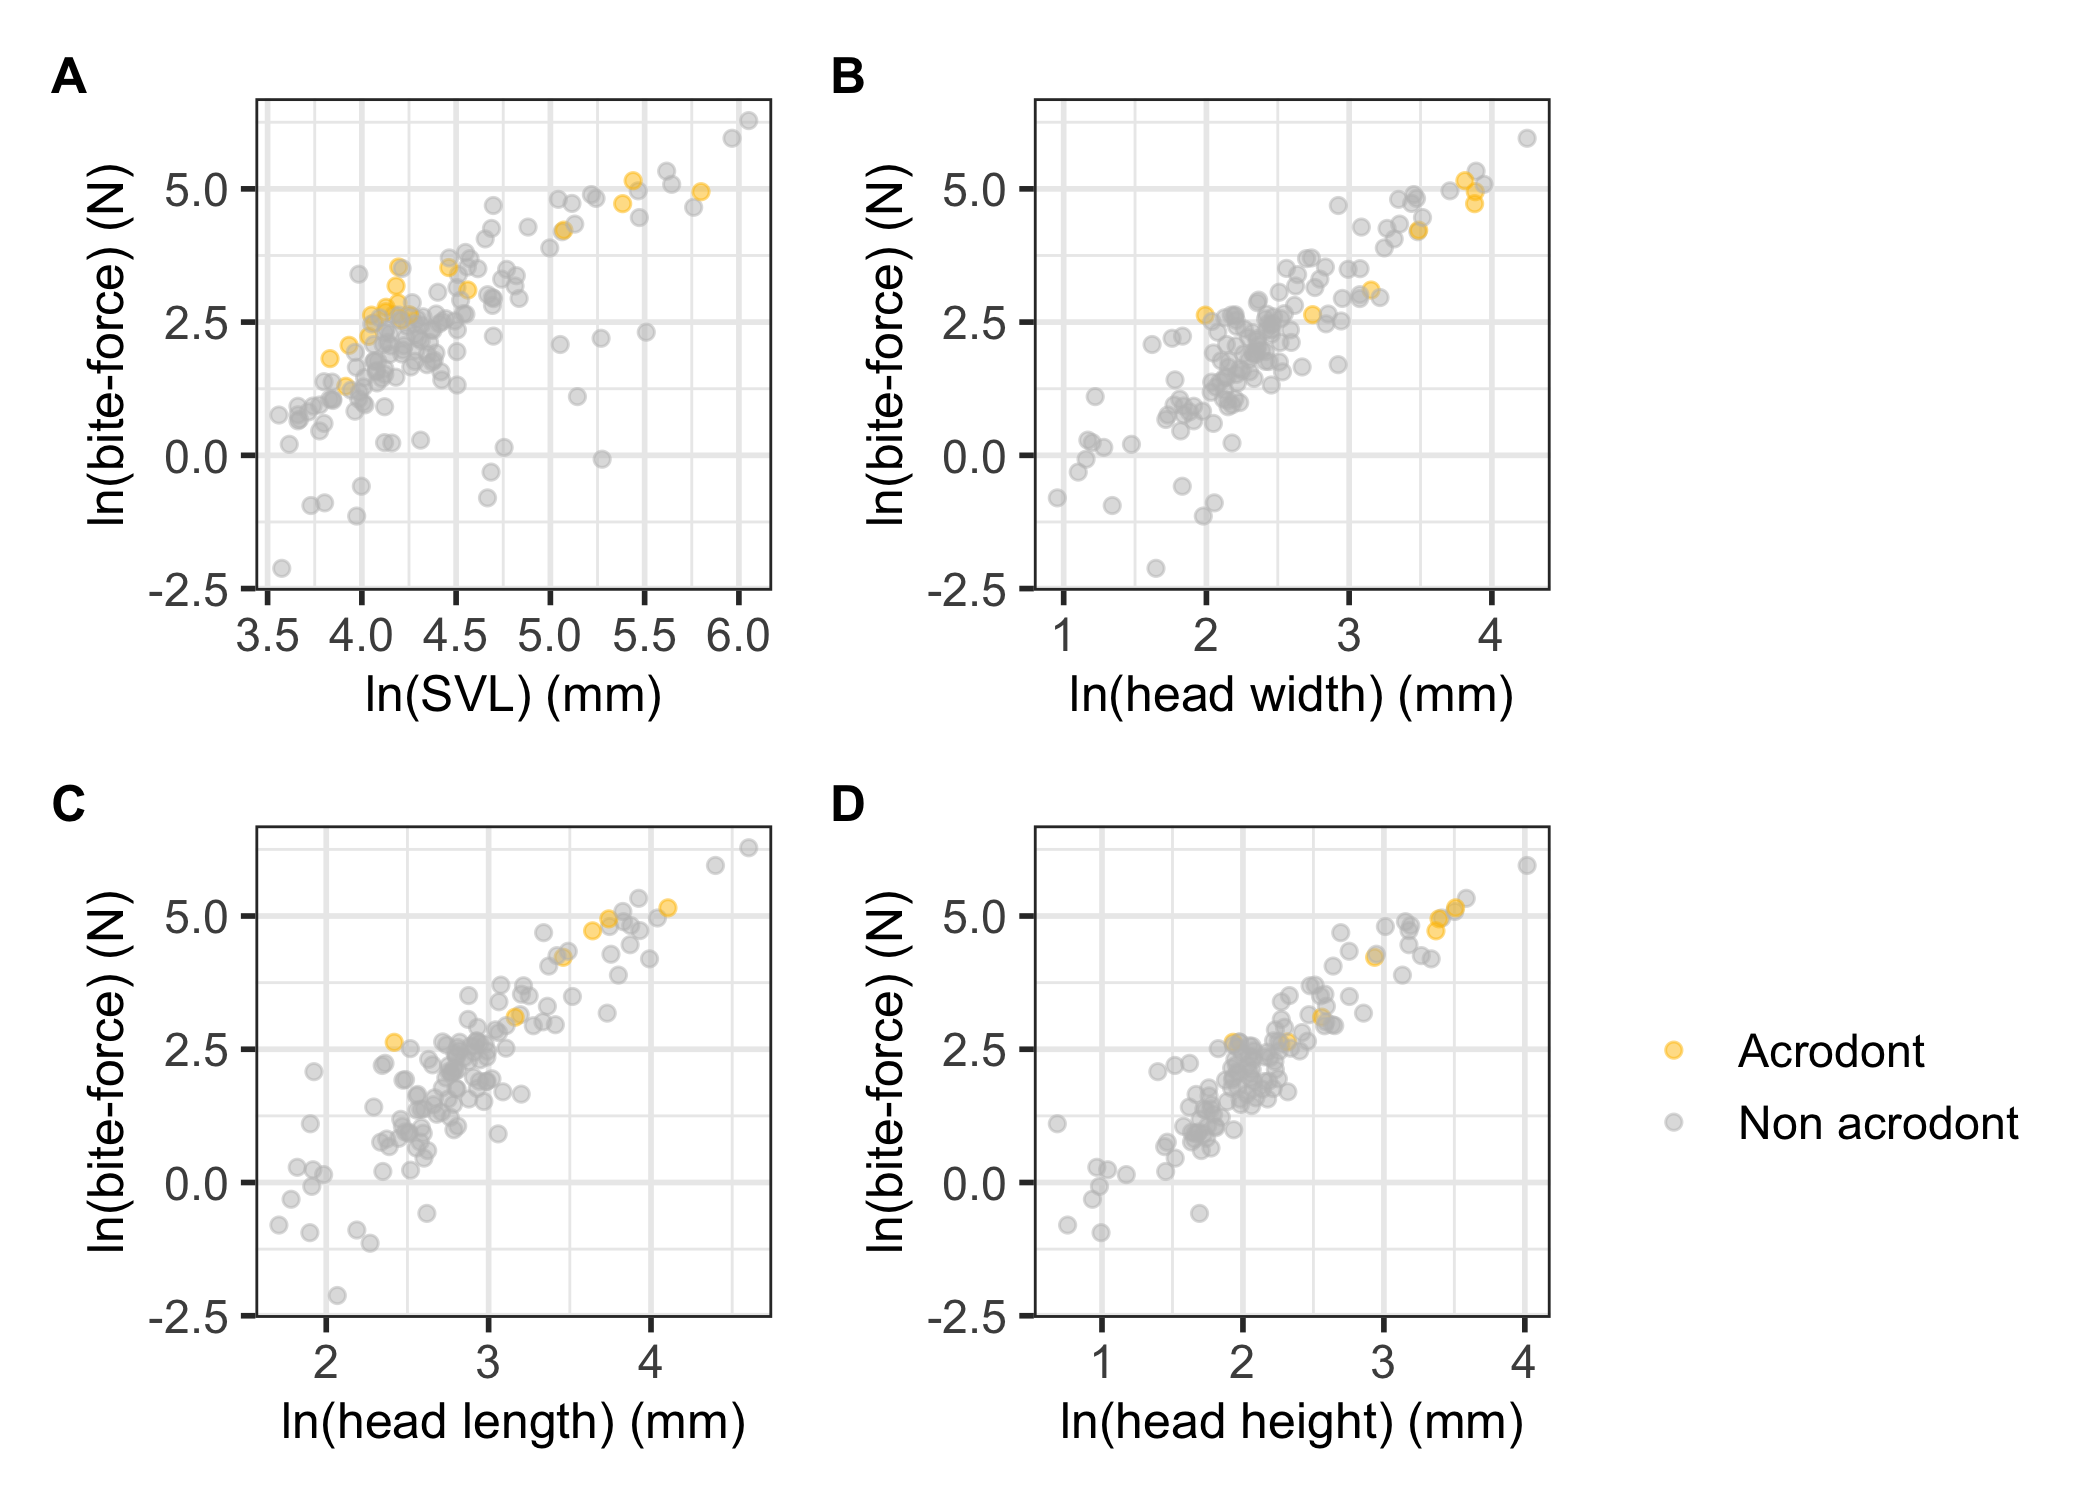 A
B
ln(bite-force) (N)
5.0
2.5
0.0
-2.5
3.5 4.0 4.5 5.0 5.5 6.0
ln(SVL) (mm)
ln(bite-force) (N)
5.0
2.5
0.0
-2.5
1 2 3 4
ln(head width) (mm)
C
D
ln(bite-force) (N)
5.0
2.5
0.0
-2.5
2 3 4
ln(head length) (mm)
ln(bite-force) (N)
5.0
2.5
0.0
-2.5
1 2 3 4
ln(head height) (mm)
Acrodont
Non acrodont